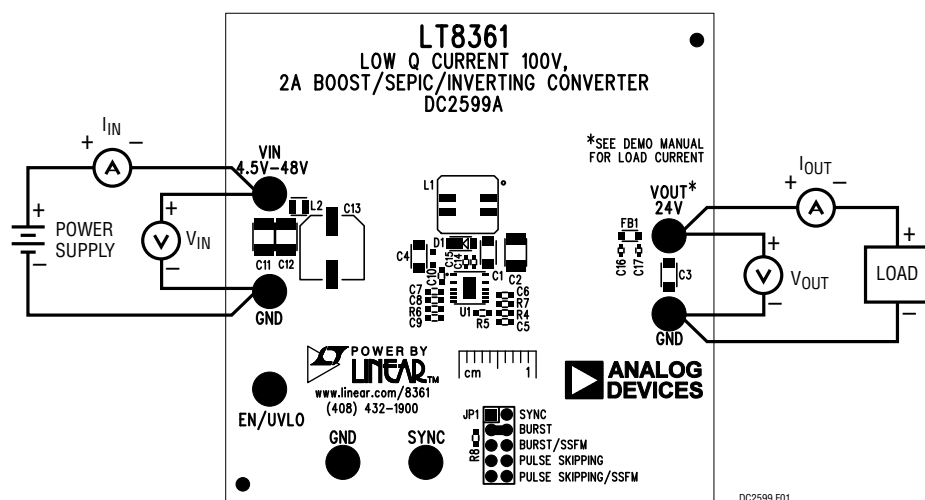 LT8361
LOW Q CURRENT 100V,
2A BOOST/SEPIC/INVERTING CONVERTER
DC2599A
IIN
+ A −
VIN
4.5V–48V
*SEE DEMO MANUAL
FOR LOAD CURRENT
IOUT
+ A −
VOUT*
24V
L1
L2
C13
+
POWER
SUPPLY
−
+
V
VIN
−
C11
C12
GND
C4
D1
C15
C14
C10
C1
C2
C7
C8
R6
C9
U1
R5
C6
R7
R4
C5
FB1
C16
C17
C3
GND
+
V
VOUT
−
+
LOAD
−
POWER BY
LINEAR™
www.linear.com/8361
(408) 432-1900
cm 1
ANALOG
DEVICES
EN/UVLO
GND
SYNC
JP1
R8
SYNC
BURST
BURST/SSFM
PULSE SKIPPING
PULSE SKIPPING/SSFM
DC2599 F01